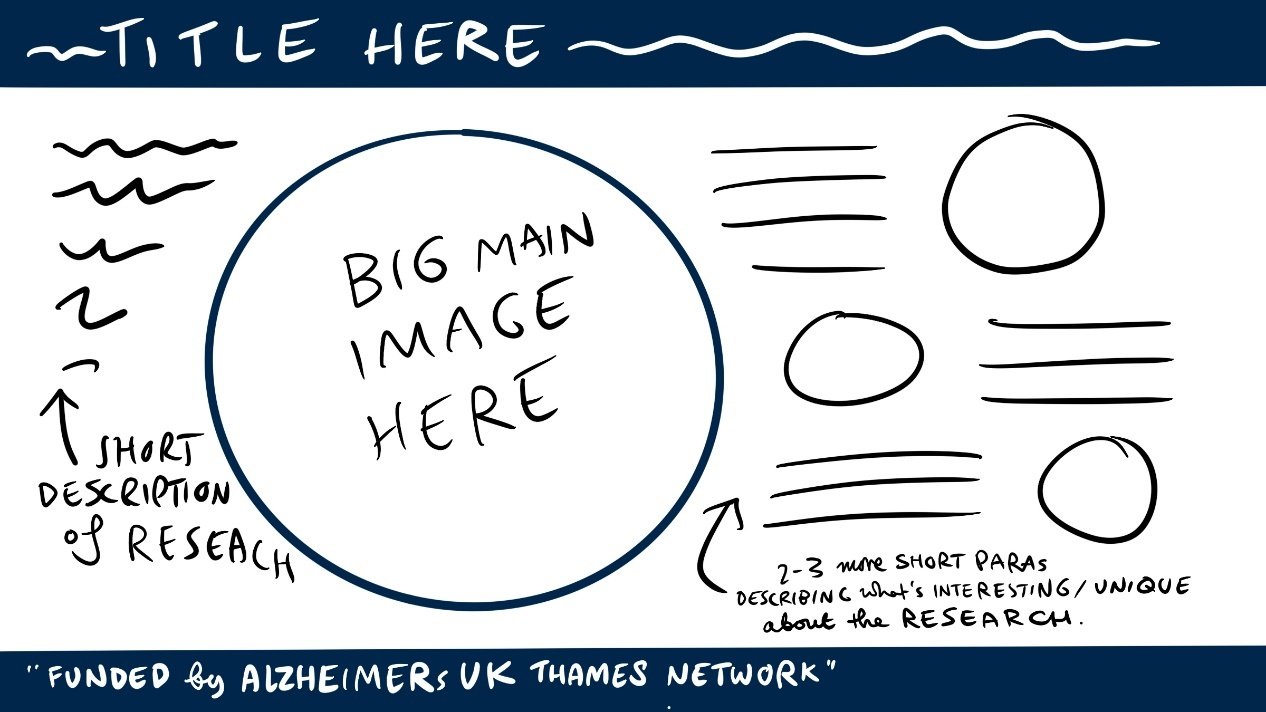 TITLE HERE
BIG MAIN
IMAGE
HERE
SHORT
DESCRIPTION
of RESEACH
2-3 more SHORT PARAs
DESCRIBING what's INTERESTING/UNIQUE
about the RESEARCH.
"FUNDED by ALZHEIMERs UK THAMES NETWORK"